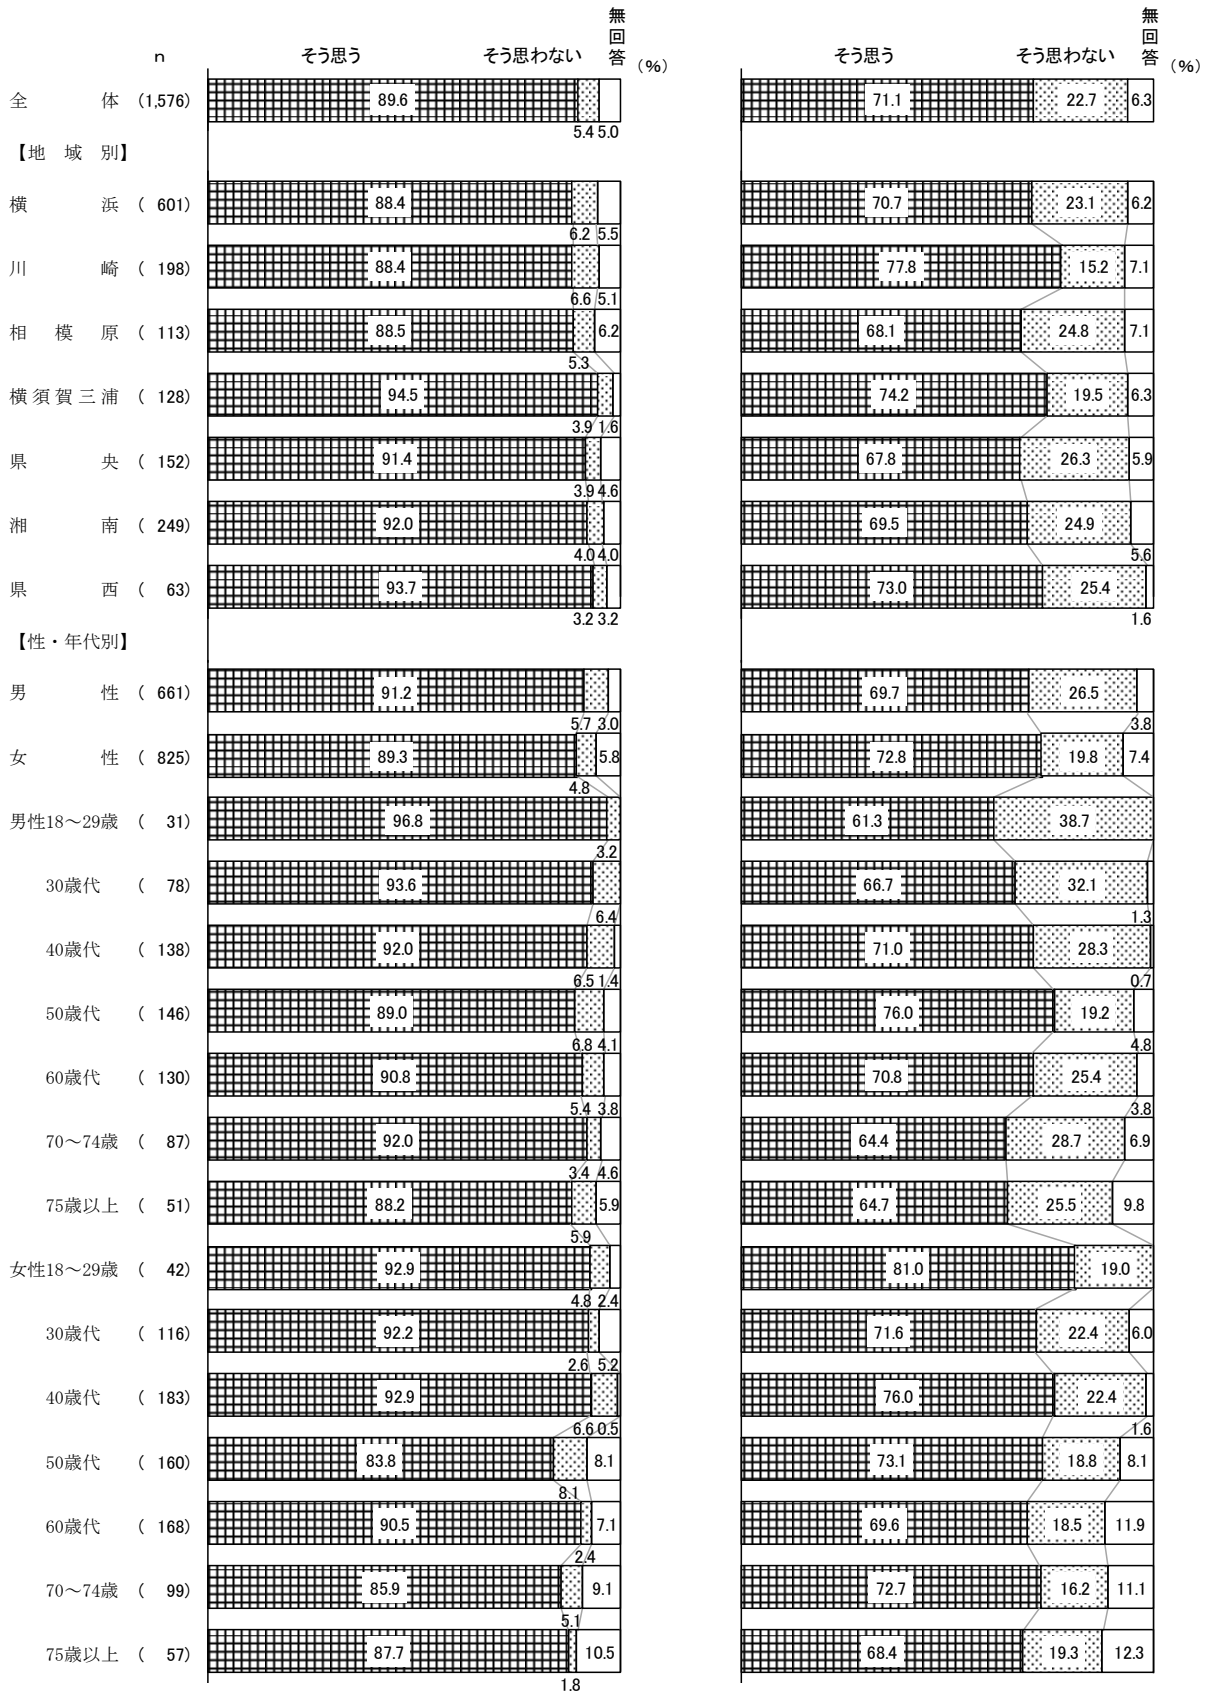 無回答 無回答
n そう思う そう思わない (%) そう思う そう思わない (%)
全体 (1,576) 89.6 5.4 5.0 71.1 22.7 6.3
【地域別】
横浜 ( 601) 88.4 6.2 5.5 70.7 23.1 6.2
川崎 ( 198) 88.4 6.6 5.1 77.8 15.2 7.1
相模原 ( 113) 88.5 5.3 6.2 68.1 24.8 7.1
横須賀三浦 ( 128) 94.5 3.9 1.6 74.2 19.5 6.3
県央 ( 152) 91.4 3.9 4.6 67.8 26.3 5.9
湘南 ( 249) 92.0 4.0 4.0 69.5 24.9 5.6
県西 ( 63) 93.7 3.2 3.2 73.0 25.4 1.6
【性・年代別】
男性 ( 661) 91.2 5.7 3.0 69.7 26.5 3.8
女性 ( 825) 89.3 4.8 5.8 72.8 19.8 7.4
男性18～29歳 ( 31) 96.8 3.2 61.3 38.7
30歳代 ( 78) 93.6 6.4 66.7 32.1 1.3
40歳代 ( 138) 92.0 6.5 1.4 71.0 28.3 0.7
50歳代 ( 146) 89.0 6.8 4.1 76.0 19.2 4.8
60歳代 ( 130) 90.8 5.4 3.8 70.8 25.4 3.8
70～74歳 ( 87) 92.0 3.4 4.6 64.4 28.7 6.9
75歳以上 ( 51) 88.2 5.9 5.9 64.7 25.5 9.8
女性18～29歳 ( 42) 92.9 4.8 2.4 81.0 19.0
30歳代 ( 116) 92.2 2.6 5.2 71.6 22.4 6.0
40歳代 ( 183) 92.9 6.6 0.5 76.0 22.4 1.6
50歳代 ( 160) 83.8 8.1 8.1 73.1 18.8 8.1
60歳代 ( 168) 90.5 2.4 7.1 69.6 18.5 11.9
70～74歳 ( 99) 85.9 5.1 9.1 72.7 16.2 11.1
75歳以上 ( 57) 87.7 1.8 10.5 68.4 19.3 12.3